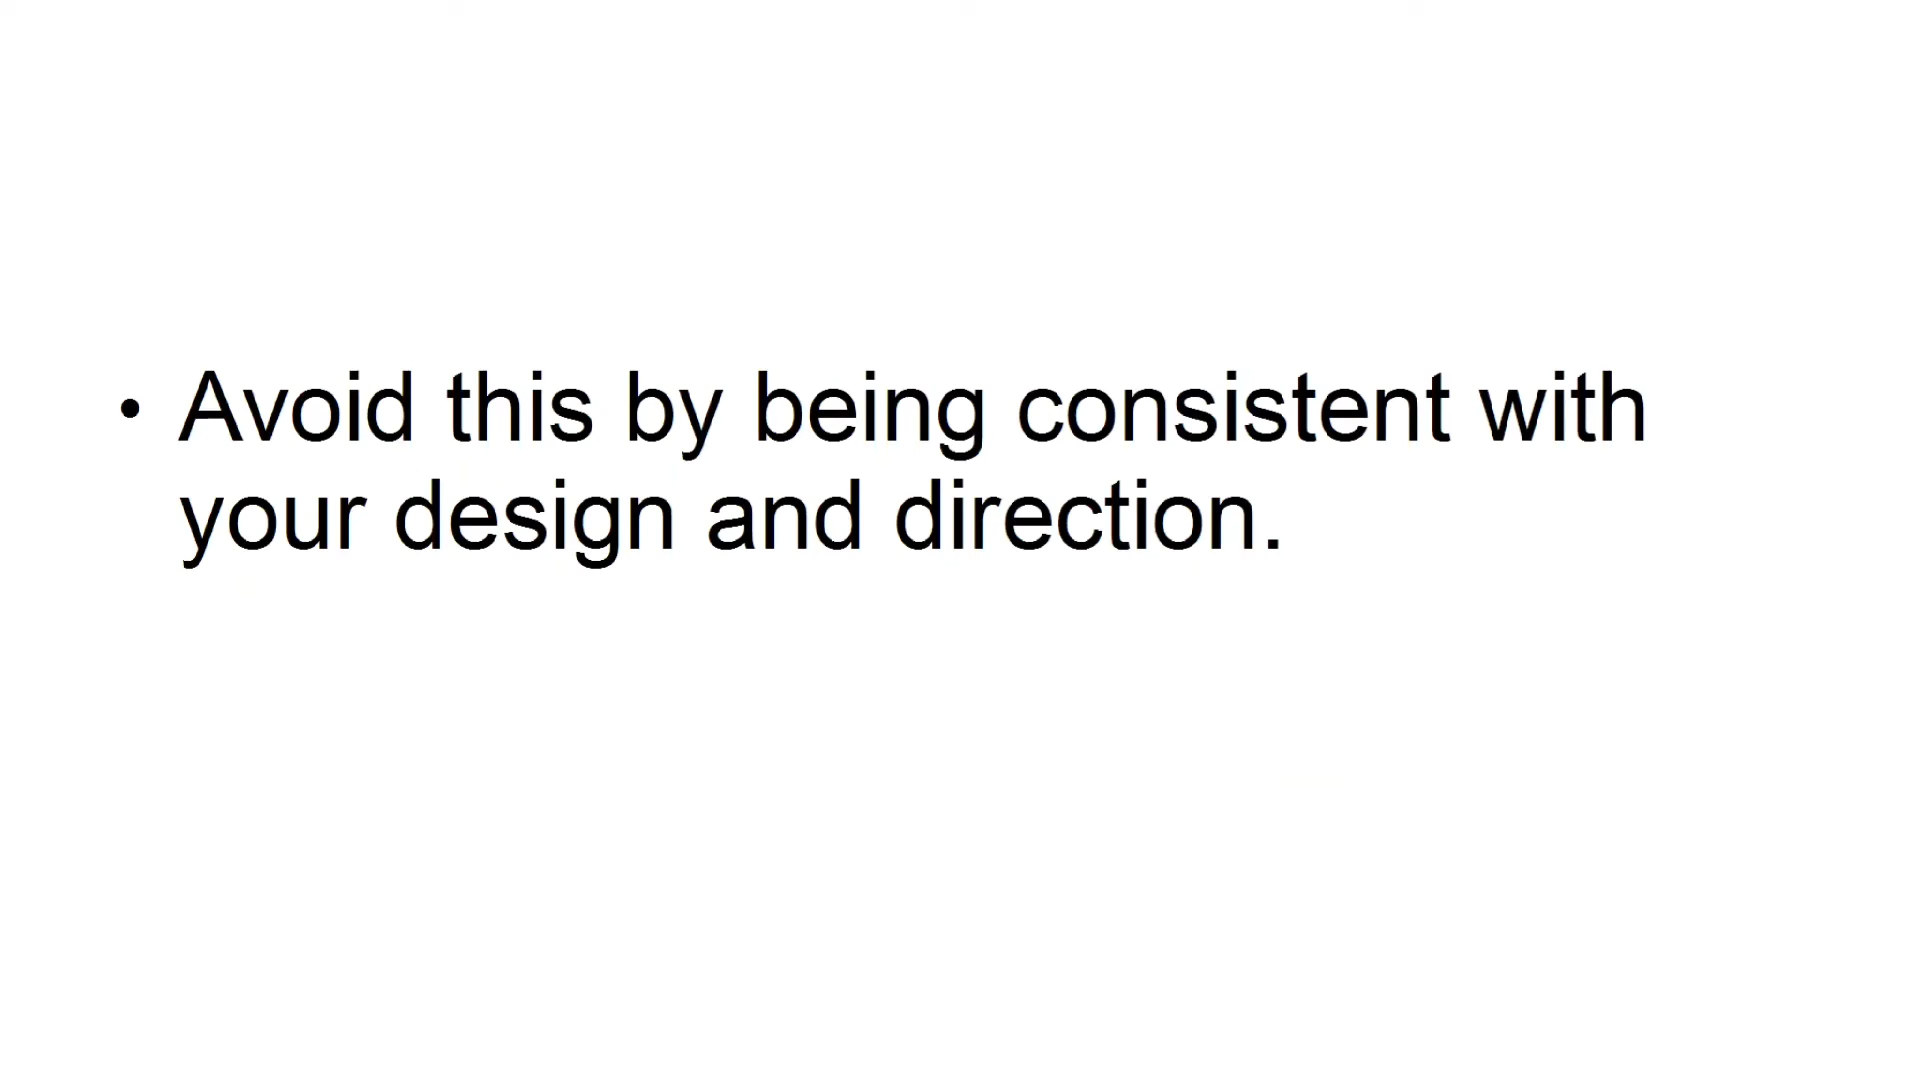 • Avoid this by being consistent with
your design and direction.